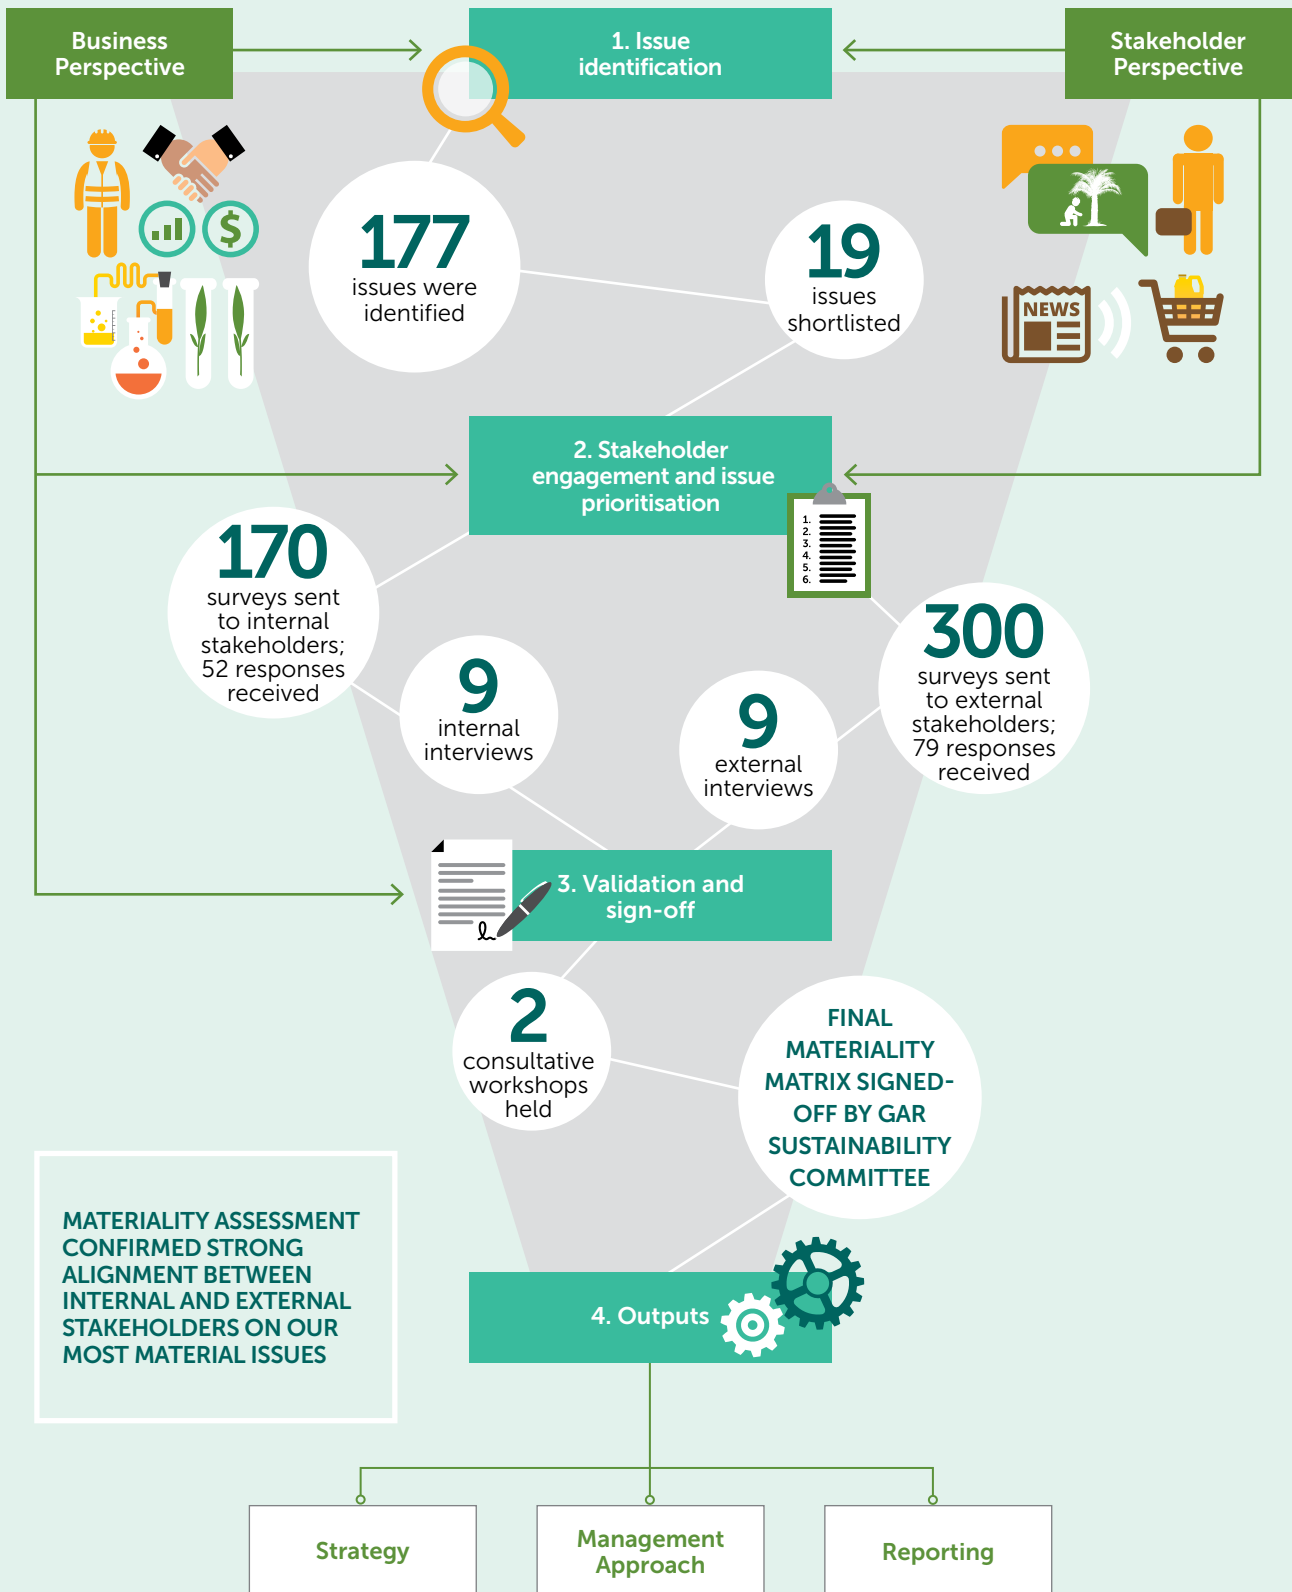 Business
Perspective
1. Issue
identification
Stakeholder
Perspective
177
issues were
identified
19
issues
shortlisted
NEWS
2. Stakeholder
engagement and issue
prioritisation
1.
2.
3.
4.
5.
6.
170
surveys sent
to internal
stakeholders;
52 responses
received
9
internal
interviews
9
external
interviews
300
surveys sent
to external
stakeholders;
79 responses
received
3. Validation and
sign-off
2
consultative
workshops
held
FINAL
MATERIALITY
MATRIX SIGNED-
OFF BY GAR
SUSTAINABILITY
COMMITTEE
MATERIALITY ASSESSMENT
CONFIRMED STRONG
ALIGNMENT BETWEEN
INTERNAL AND EXTERNAL
STAKEHOLDERS ON OUR
MOST MATERIAL ISSUES
4. Outputs
Strategy
Management
Approach
Reporting